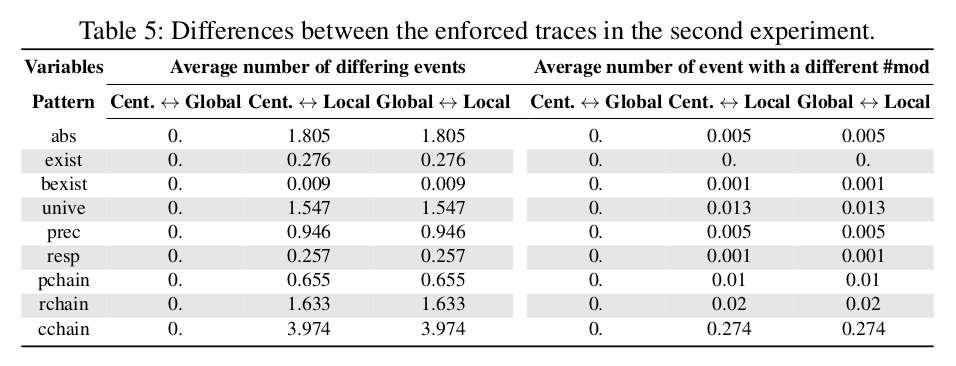 Table 5: Differences between the enforced traces in the second experiment.
Variables Average number of differing events Average number of event with a different #mod
Pattern Cent. ↔ Global Cent. ↔ Local Global ↔ Local Cent. ↔ Global Cent. ↔ Local Global ↔ Local
abs 0. 1.805 1.805 0. 0.005 0.005
exist 0. 0.276 0.276 0. 0. 0.
bexist 0. 0.009 0.009 0. 0.001 0.001
unive 0. 1.547 1.547 0. 0.013 0.013
prec 0. 0.946 0.946 0. 0.005 0.005
resp 0. 0.257 0.257 0. 0.001 0.001
pchain 0. 0.655 0.655 0. 0.01 0.01
rchain 0. 1.633 1.633 0. 0.02 0.02
cchain 0. 3.974 3.974 0. 0.274 0.274